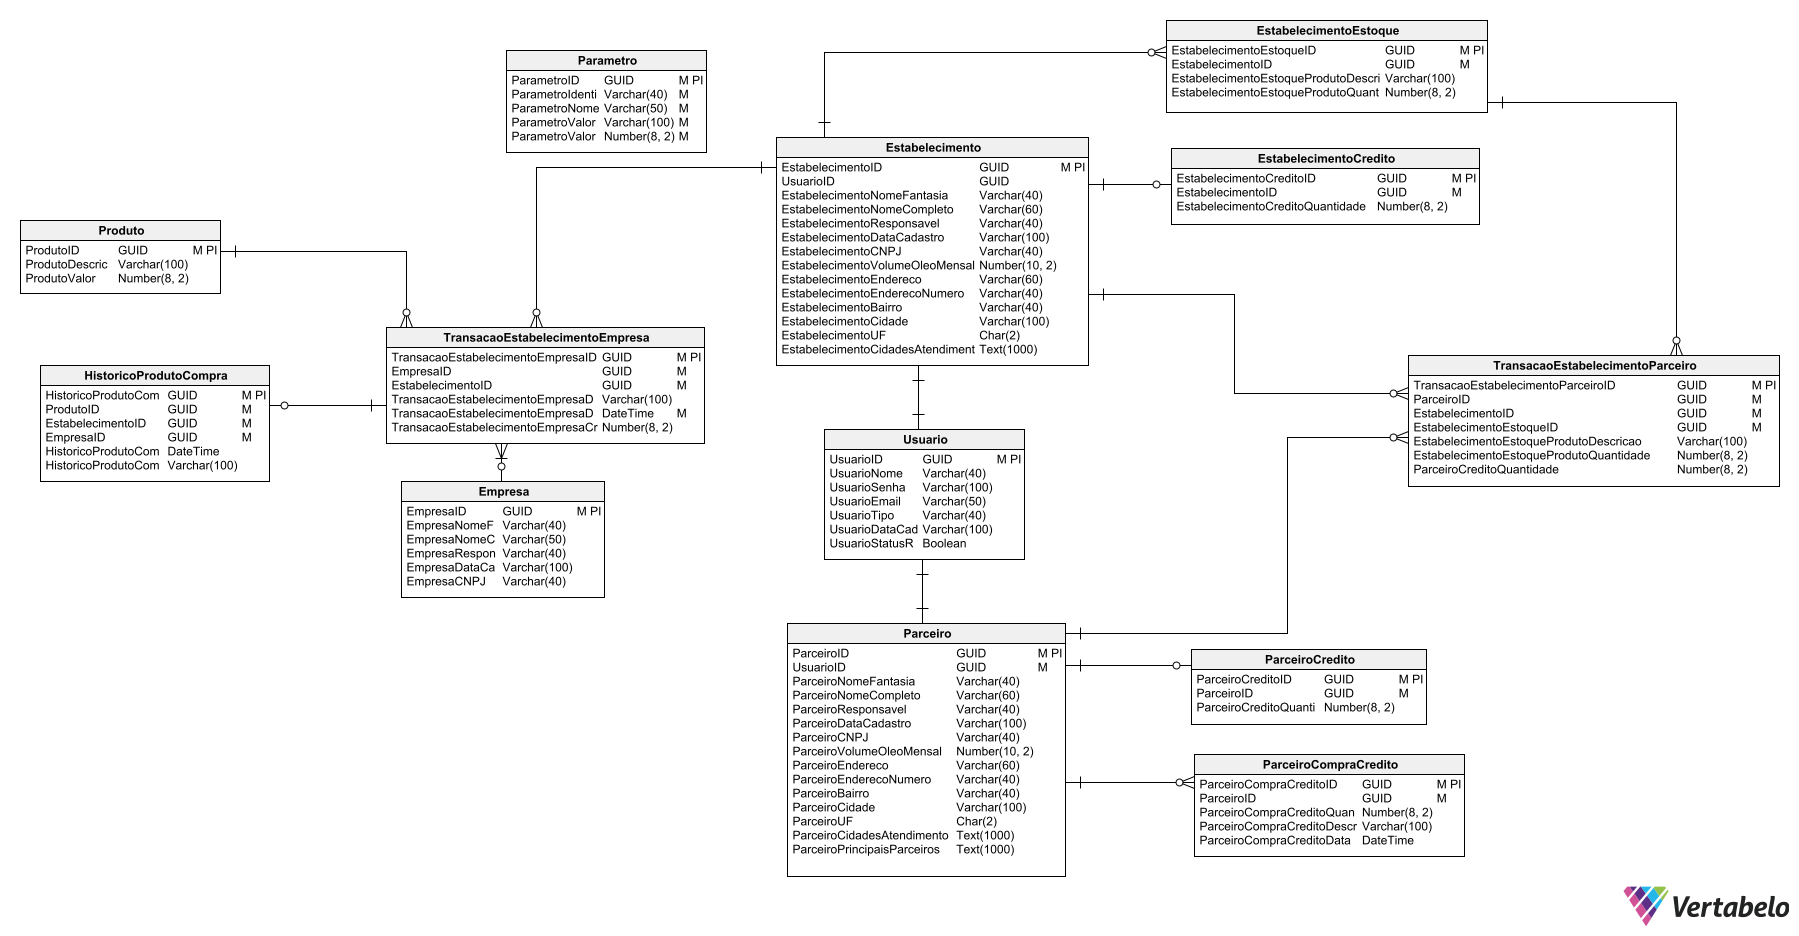 EstabelecimentoEstoque
EstabelecimentoEstoqueID GUID M PI
EstabelecimentoID GUID M
EstabelecimentoEstoqueProdutoDescri Varchar(100)
EstabelecimentoEstoqueProdutoQuant Number(8, 2)
Parametro
ParametroID GUID M PI
ParametroIdenti Varchar(40) M
ParametroNome Varchar(50) M
ParametroValor Varchar(100) M
ParametroValor Number(8, 2) M
Estabelecimento
EstabelecimentoID GUID M PI
UsuarioID GUID
EstabelecimentoNomeFantasia Varchar(40)
EstabelecimentoNomeCompleto Varchar(60)
EstabelecimentoResponsavel Varchar(40)
EstabelecimentoDataCadastro Varchar(100)
EstabelecimentoCNPJ Varchar(40)
EstabelecimentoVolumeOleoMensal Number(10, 2)
EstabelecimentoEndereco Varchar(60)
EstabelecimentoEnderecoNumero Varchar(40)
EstabelecimentoBairro Varchar(40)
EstabelecimentoCidade Varchar(100)
EstabelecimentoUF Char(2)
EstabelecimentoCidadesAtendiment Text(1000)
EstabelecimentoCredito
EstabelecimentoCreditoID GUID M PI
EstabelecimentoID GUID M
EstabelecimentoCreditoQuantidade Number(8, 2)
Produto
ProdutoID GUID M PI
ProdutoDescric Varchar(100)
ProdutoValor Number(8, 2)
TransacaoEstabelecimentoEmpresa
TransacaoEstabelecimentoEmpresaID GUID M PI
EmpresaID GUID M
EstabelecimentoID GUID M
TransacaoEstabelecimentoEmpresaD Varchar(100)
TransacaoEstabelecimentoEmpresaD DateTime M
TransacaoEstabelecimentoEmpresaCr Number(8, 2)
HistoricoProdutoCompra
HistoricoProdutoCom GUID M PI
ProdutoID GUID M
EstabelecimentoID GUID M
EmpresaID GUID M
HistoricoProdutoCom DateTime
HistoricoProdutoCom Varchar(100)
TransacaoEstabelecimentoParceiro
TransacaoEstabelecimentoParceiroID GUID M PI
ParceiroID GUID M
EstabelecimentoID GUID M
EstabelecimentoEstoqueID GUID M
EstabelecimentoEstoqueProdutoDescricao Varchar(100)
EstabelecimentoEstoqueProdutoQuantidade Number(8, 2)
ParceiroCreditoQuantidade Number(8, 2)
Empresa
EmpresaID GUID M PI
EmpresaNomeF Varchar(40)
EmpresaNomeC Varchar(50)
EmpresaRespon Varchar(40)
EmpresaDataCa Varchar(100)
EmpresaCNPJ Varchar(40)
Usuario
UsuarioID GUID M PI
UsuarioNome Varchar(40)
UsuarioSenha Varchar(100)
UsuarioEmail Varchar(50)
UsuarioTipo Varchar(40)
UsuarioDataCad Varchar(100)
UsuarioStatusR Boolean
Parceiro
ParceiroID GUID M PI
UsuarioID GUID M
ParceiroNomeFantasia Varchar(40)
ParceiroNomeCompleto Varchar(60)
ParceiroResponsavel Varchar(40)
ParceiroDataCadastro Varchar(100)
ParceiroCNPJ Varchar(40)
ParceiroVolumeOleoMensal Number(10, 2)
ParceiroEndereco Varchar(60)
ParceiroEnderecoNumero Varchar(40)
ParceiroBairro Varchar(40)
ParceiroCidade Varchar(100)
ParceiroUF Char(2)
ParceiroCidadesAtendimento Text(1000)
ParceiroPrincipaisParceiros Text(1000)
ParceiroCredito
ParceiroCreditoID GUID M PI
ParceiroID GUID M
ParceiroCreditoQuanti Number(8, 2)
ParceiroCompraCredito
ParceiroCompraCreditoID GUID M PI
ParceiroID GUID M
ParceiroCompraCreditoQuan Number(8, 2)
ParceiroCompraCreditoDescr Varchar(100)
ParceiroCompraCreditoData DateTime
Vertabelo